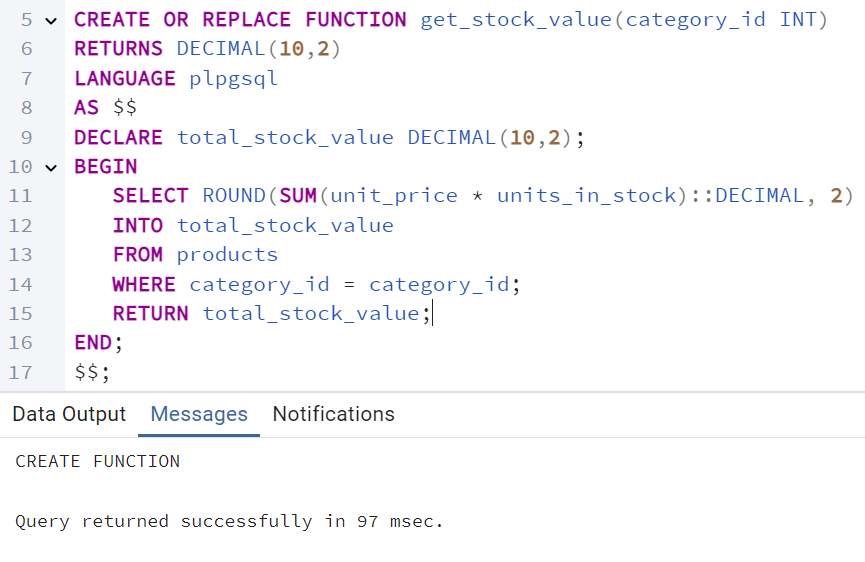 5 CREATE OR REPLACE FUNCTION get_stock_value(category_id INT)
6 RETURNS DECIMAL(10,2)
7 LANGUAGE plpgsql
8 AS $$
9 DECLARE total_stock_value DECIMAL(10,2);
10 BEGIN
11 SELECT ROUND(SUM(unit_price * units_in_stock)::DECIMAL, 2)
12 INTO total_stock_value
13 FROM products
14 WHERE category_id = category_id;
15 RETURN total_stock_value;
16 END;
17 $$;
Data Output Messages Notifications
CREATE FUNCTION
Query returned successfully in 97 msec.